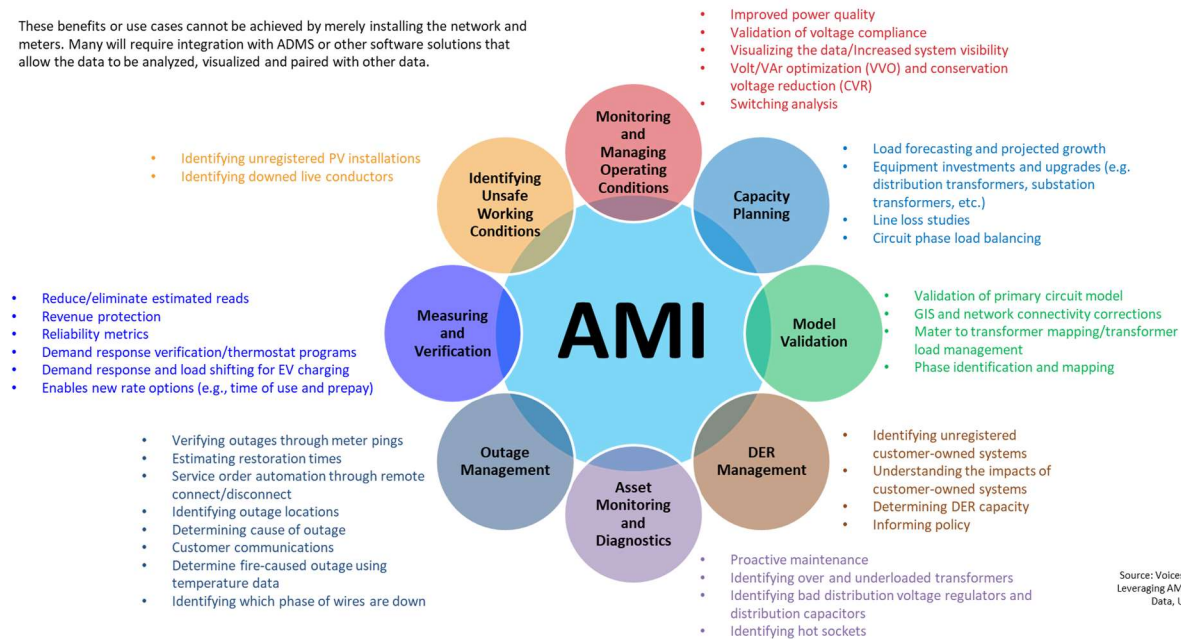 These benefits or use cases cannot be achieved by merely installing the network and
meters. Many will require integration with ADMS or other software solutions that
allow the data to be analyzed, visualized and paired with other data.
• Improved power quality
• Validation of voltage compliance
• Visualizing the data/Increased system visibility
• Volt/VAr optimization (VVO) and conservation
voltage reduction (CVR)
• Switching analysis
Monitoring
and
Managing
Operating
Conditions
• Load forecasting and projected growth
• Equipment investments and upgrades (e.g.
distribution transformers, substation
transformers, etc.)
• Line loss studies
• Circuit phase load balancing
Capacity
Planning
• Identifying unregistered PV installations
• Identifying downed live conductors
Identifying
Unsafe
Working
Conditions
• Reduce/eliminate estimated reads
• Revenue protection
• Reliability metrics
• Demand response verification/thermostat programs
• Demand response and load shifting for EV charging
• Enables new rate options (e.g., time of use and prepay)
Measuring
and
Verification
AMI
Model
Validation
• Validation of primary circuit model
• GIS and network connectivity corrections
• Mater to transformer mapping/transformer
load management
• Phase identification and mapping
• Verifying outages through meter pings
• Estimating restoration times
• Service order automation through remote
connect/disconnect
• Identifying outage locations
• Determining cause of outage
• Customer communications
• Determine fire-caused outage using
temperature data
• Identifying which phase of wires are down
Outage
Management
Asset
Monitoring
and
Diagnostics
DER
Management
• Identifying unregistered
customer-owned systems
• Understanding the impacts of
customer-owned systems
• Determining DER capacity
• Informing policy
• Proactive maintenance
• Identifying over and underloaded transformers
• Identifying bad distribution voltage regulators and
distribution capacitors
• Identifying hot sockets
Source: Voices
Leveraging AM
Data, U